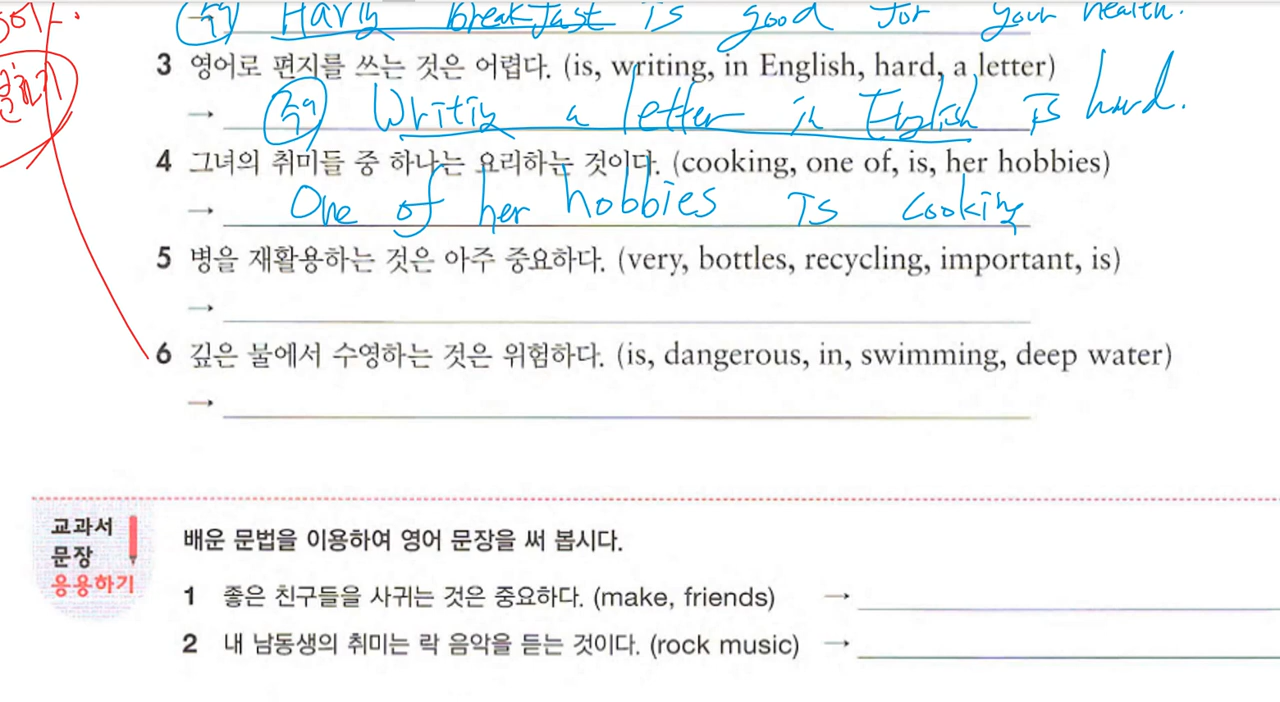 동아.
주어 Having breakfast is good for your health.
3 영어로 편지를 쓰는 것은 어렵다. (is, writing, in English, hard, a letter)
→ Writing a letter in English is hard.
4 그녀의 취미들 중 하나는 요리하는 것이다. (cooking, one of, is, her hobbies)
→ One of her hobbies is cooking
5 병을 재활용하는 것은 아주 중요하다. (very, bottles, recycling, important, is)
→
6 깊은 물에서 수영하는 것은 위험하다. (is, dangerous, in, swimming, deep water)
→
교과서
문장
응용하기
배운 문법을 이용하여 영어 문장을 써 봅시다.
1 좋은 친구들을 사귀는 것은 중요하다. (make, friends) →
2 내 남동생의 취미는 락 음악을 듣는 것이다. (rock music) →